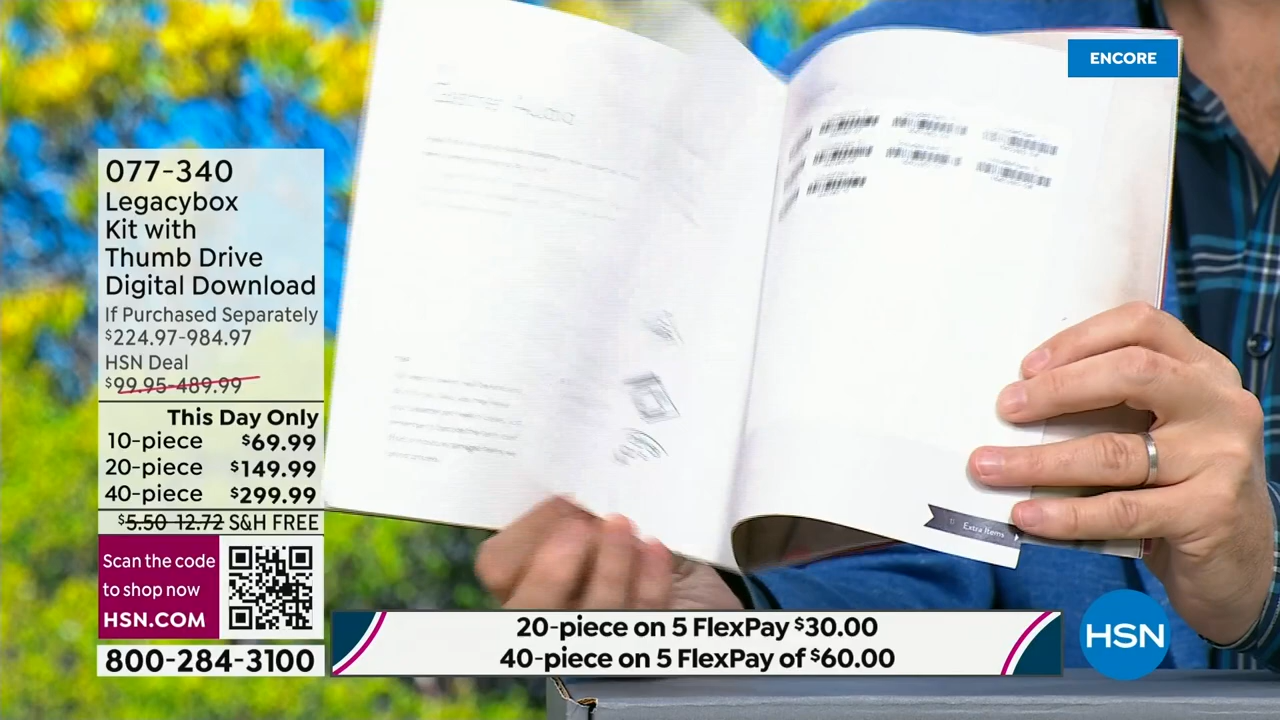 ENCORE
077-340
Legacybox
Kit with
Thumb Drive
Digital Download
If Purchased Separately
$224.97-984.97
HSN Deal
$99.95-489.99
This Day Only
10-piece $69.99
20-piece $149.99
40-piece $299.99
$5.50-12.72 S&H FREE
Scan the code
to shop now
HSN.COM
800-284-3100
Extra Items
20-piece on 5 FlexPay $30.00
40-piece on 5 FlexPay of $60.00
HSN